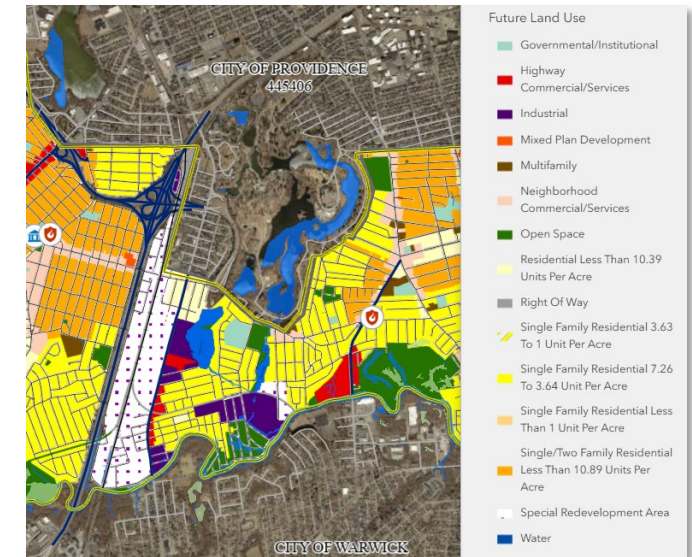 CITY OF PROVIDENCE
445406
CITY OF WARWICK
Future Land Use
Governmental/Institutional
Highway
Commercial/Services
Industrial
Mixed Plan Development
Multifamily
Neighborhood
Commercial/Services
Open Space
Residential Less Than 10.39
Units Per Acre
Right Of Way
Single Family Residential 3.63
To 1 Unit Per Acre
Single Family Residential 7.26
To 3.64 Unit Per Acre
Single Family Residential Less
Than 1 Unit Per Acre
Single/Two Family Residential
Less Than 10.89 Units Per
Acre
Special Redevelopment Area
Water